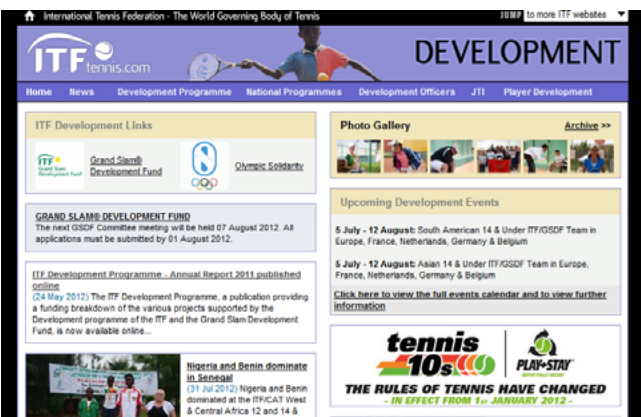 International Tennis Federation - The World Governing Body of Tennis
JUMP to more ITF websites
ITF tennis.com
DEVELOPMENT
Home News Development Programme National Programmes Development Officers JTI Player Development
ITF Development Links
ITF
Grand Slam
Development Fund
Grand Slam®
Development Fund
Olympic Solidarity
GRAND SLAM® DEVELOPMENT FUND
The next GSDF Committee meeting will be held 07 August 2012. All
applications must be submitted by 01 August 2012.
ITF Development Programme - Annual Report 2011 published
online
(24 May 2012) The ITF Development Programme, a publication providing
a funding breakdown of the various projects supported by the
Development programme of the ITF and the Grand Slam Development
Fund, is now available online...
Nigeria and Benin dominate
in Senegal
(31 Jul 2012) Nigeria and Benin
dominated at the ITF/CAT West
& Central Africa 12 and 14 &
Photo Gallery
Archive >>
Upcoming Development Events
5 July - 12 August: South American 14 & Under ITF/GSDF Team in
Europe, France, Netherlands, Germany & Belgium
5 July - 12 August: Asian 14 & Under ITF/GSDF Team in Europe,
France, Netherlands, Germany & Belgium
Click here to view the full events calendar and to view further
information
tennis
10s
PLAY+STAY
SERVE RALLY SCORE
THE RULES OF TENNIS HAVE CHANGED
- IN EFFECT FROM 1st JANUARY 2012 -